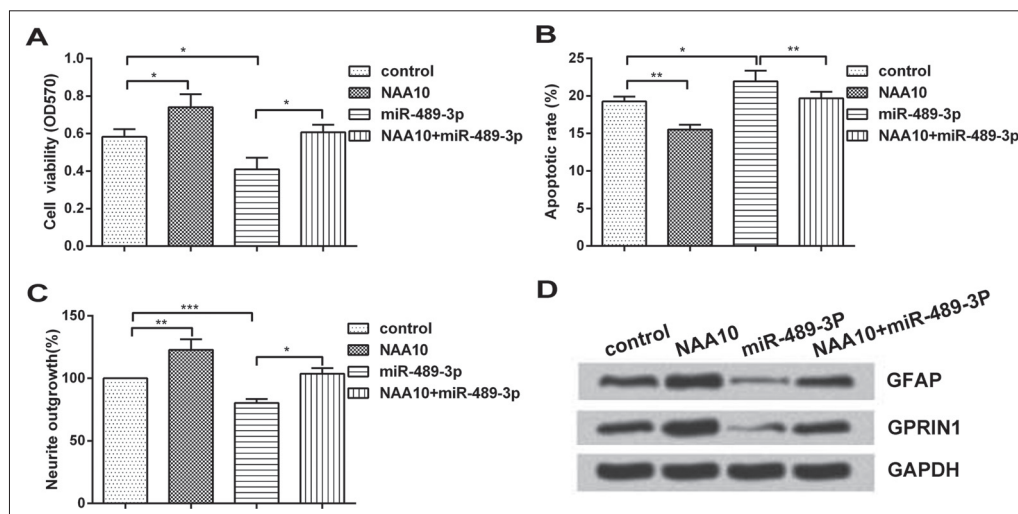 A
Cell viability (OD570)
1.0
0.8
0.6
0.4
0.2
0.0
*
*
*
control
NAA10
miR-489-3p
NAA10+miR-489-3p
B
Apoptotic rate (%)
25
20
15
10
5
0
*
**
**
control
NAA10
miR-489-3p
NAA10+miR-489-3p
C
Neurite outgrowth(%)
150
100
50
0
***
**
*
control
NAA10
miR-489-3p
NAA10+miR-489-3p
D
control NAA10 miR-489-3P NAA10+miR-489-3P
GFAP
GPRIN1
GAPDH